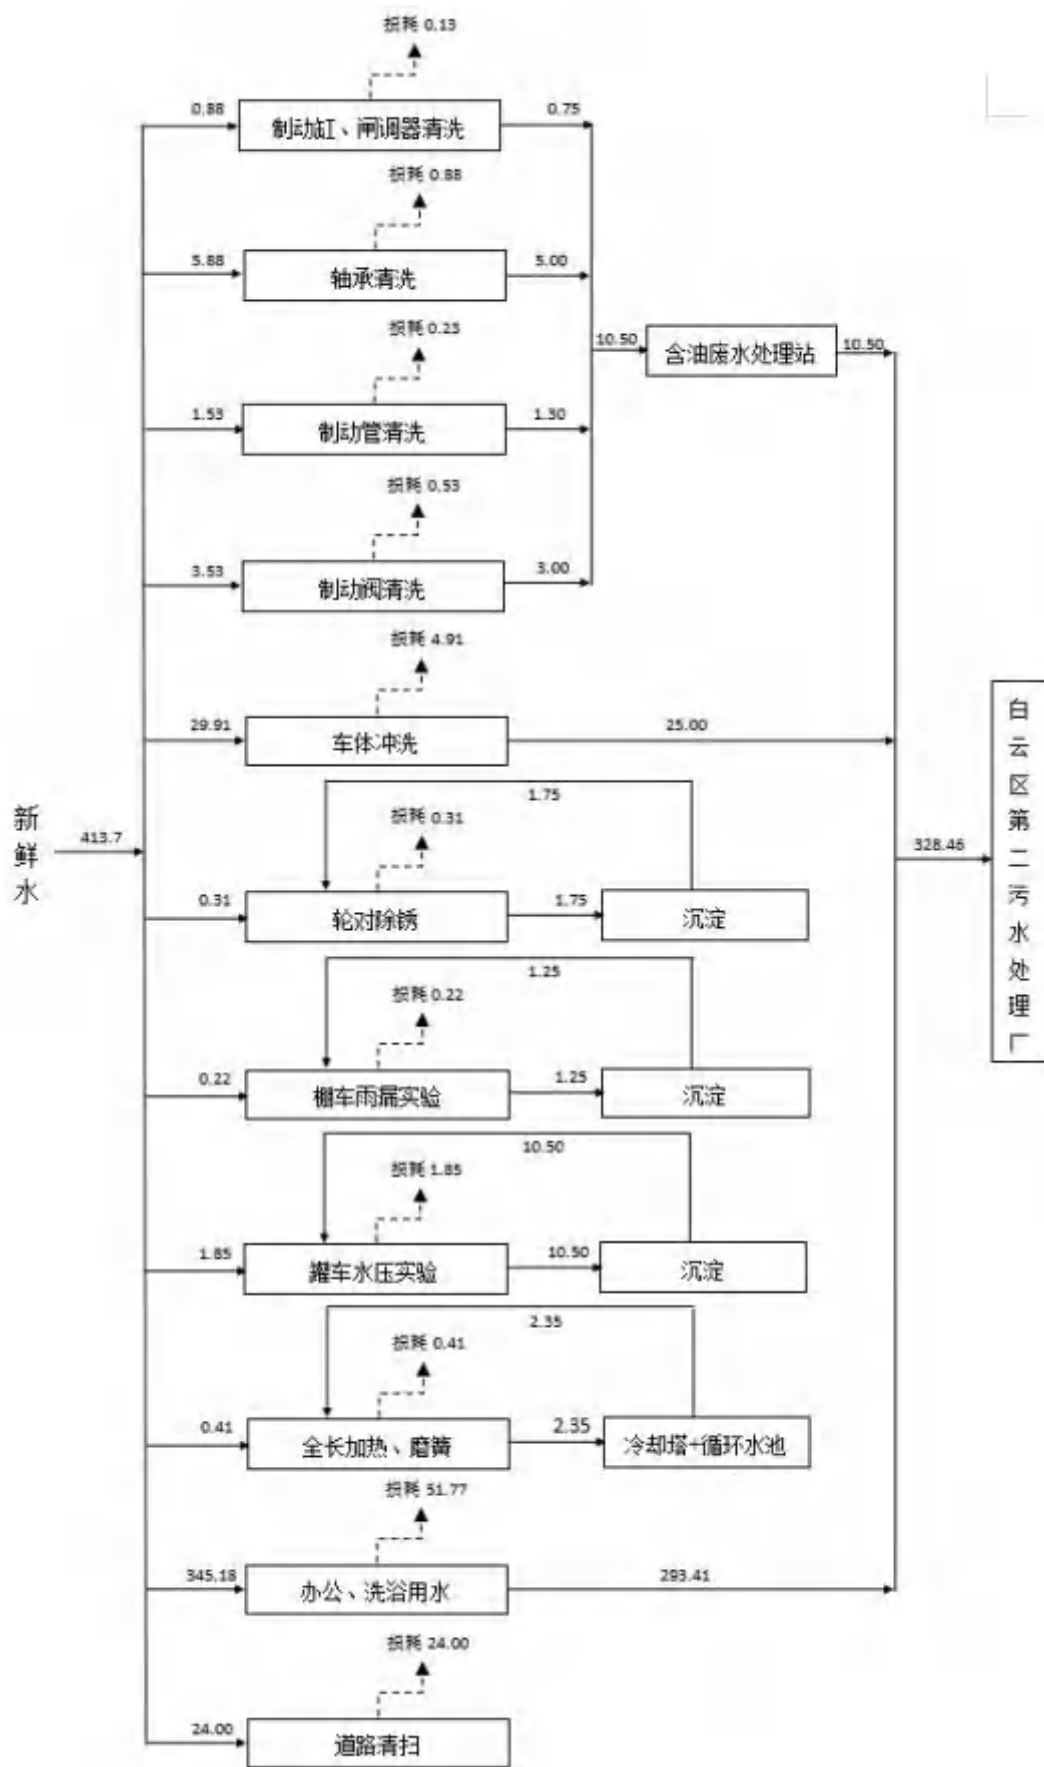 损耗 0.13
0.88
制动缸、闸调器清洗
0.75
损耗 0.88
5.88
轴承清洗
5.00
损耗 0.23
10.50
含油废水处理站
10.50
1.53
制动管清洗
1.30
损耗 0.53
3.53
制动阀清洗
3.00
损耗 4.91
29.91
车体冲洗
25.00
白云区第二污水处理厂
1.75
损耗 0.31
新鲜水
413.7
328.46
0.31
轮对除锈
1.75
沉淀
1.25
损耗 0.22
0.22
棚车雨漏实验
1.25
沉淀
10.50
损耗 1.85
1.85
罐车水压实验
10.50
沉淀
2.35
损耗 0.41
0.41
全长加热、磨簧
2.35
冷却塔+循环水池
损耗 51.77
345.18
办公、洗浴用水
293.41
损耗 24.00
24.00
道路清扫